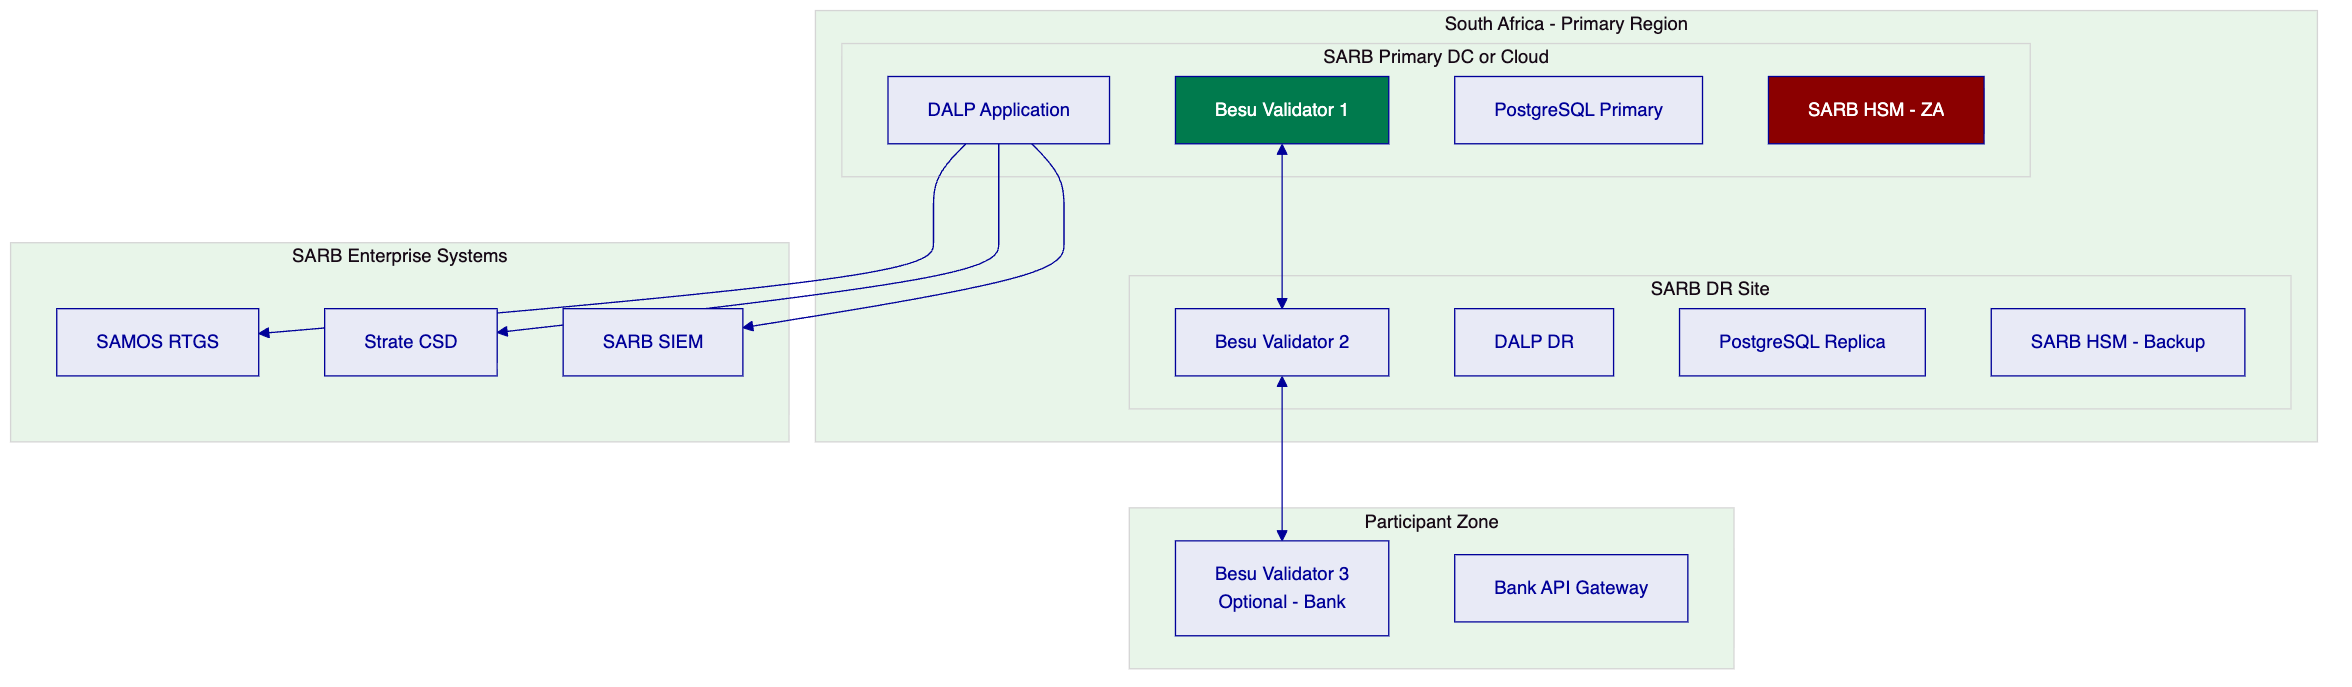 South Africa - Primary Region
SARB Primary DC or Cloud
DALP Application
Besu Validator 1
PostgreSQL Primary
SARB HSM - ZA
SARB Enterprise Systems
SAMOS RTGS
Strate CSD
SARB SIEM
SARB DR Site
Besu Validator 2
DALP DR
PostgreSQL Replica
SARB HSM - Backup
Participant Zone
Besu Validator 3
Optional - Bank
Bank API Gateway